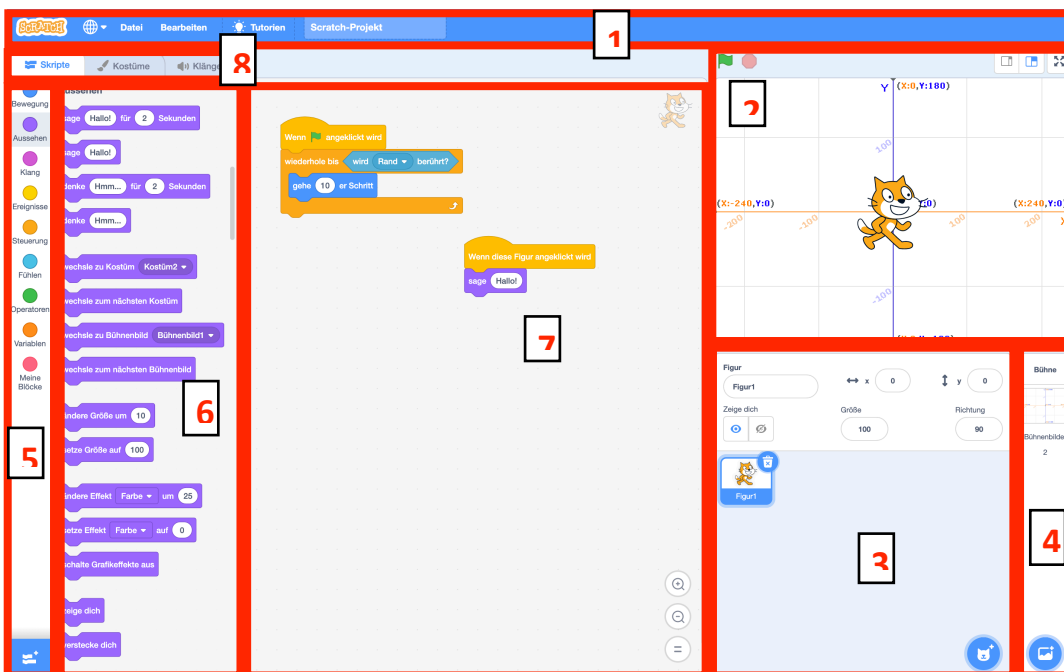 SCRATCH Datei Bearbeiten Tutorien Scratch-Projekt
1
Skripte Kostüme Klänge
8
Bewegung
Aussehen
Klang
Ereignisse
Steuerung
Fühlen
Operatoren
Variablen
Meine
Blöcke
5
Aussehen
sage Hallo! für 2 Sekunden
sage Hallo!
denke Hmm... für 2 Sekunden
denke Hmm...
wechsle zu Kostüm Kostüm2
wechsle zum nächsten Kostüm
wechsle zu Bühnenbild Bühnenbild1
wechsle zum nächsten Bühnenbild
ändere Größe um 10
setze Größe auf 100
ändere Effekt Farbe um 25
setze Effekt Farbe auf 0
schalte Grafikeffekte aus
zeige dich
verstecke dich
6
Wenn angeklickt wird
wiederhole bis wird Rand berührt?
gehe 10 er Schritt
Wenn diese Figur angeklickt wird
sage Hallo!
7
2
Y (X:0,Y:180)
100
(X:-240,Y:0) (X:240,Y:0)
-200 -100 100 200
-100
Figur
Figur1 x 0 y 0
Zeige dich Größe Richtung
100 90
Figur1
3
Bühne
Bühnenbilder
2
4